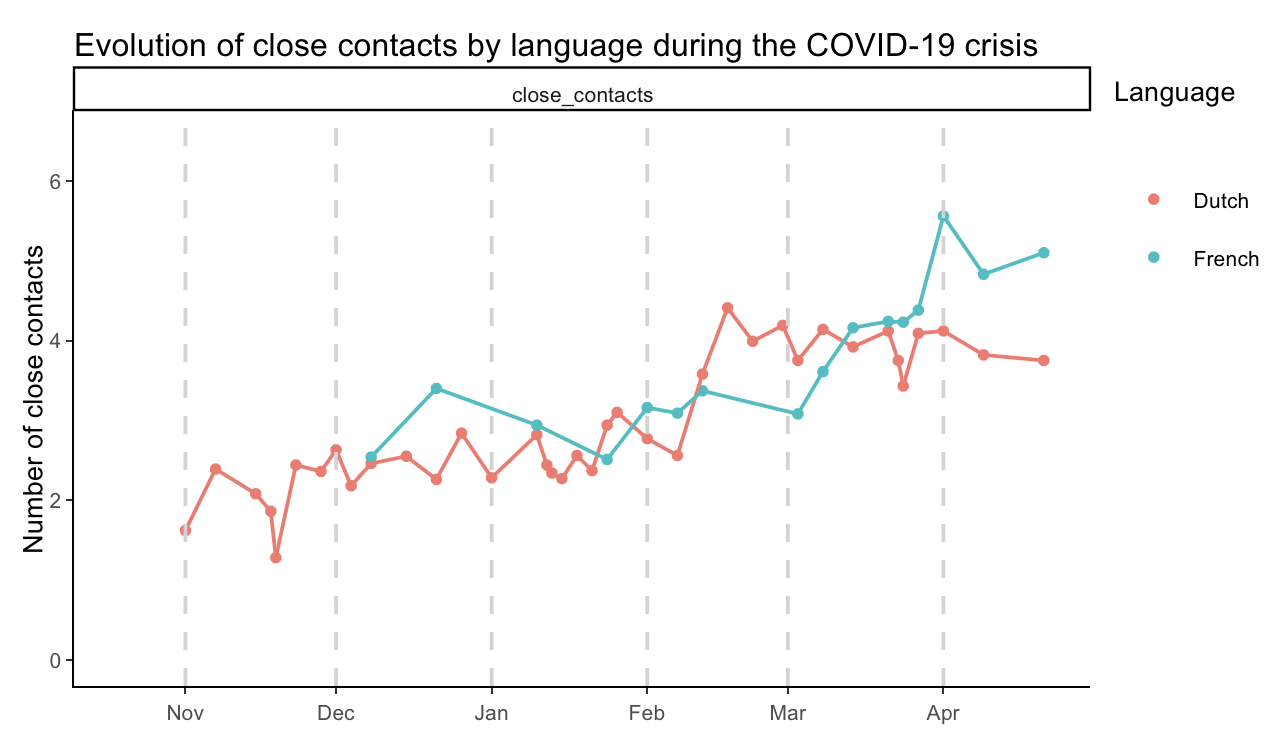 Evolution of close contacts by language during the COVID-19 crisis
close_contacts
Language
Dutch
French
Number of close contacts
6
4
2
0
Nov Dec Jan Feb Mar Apr